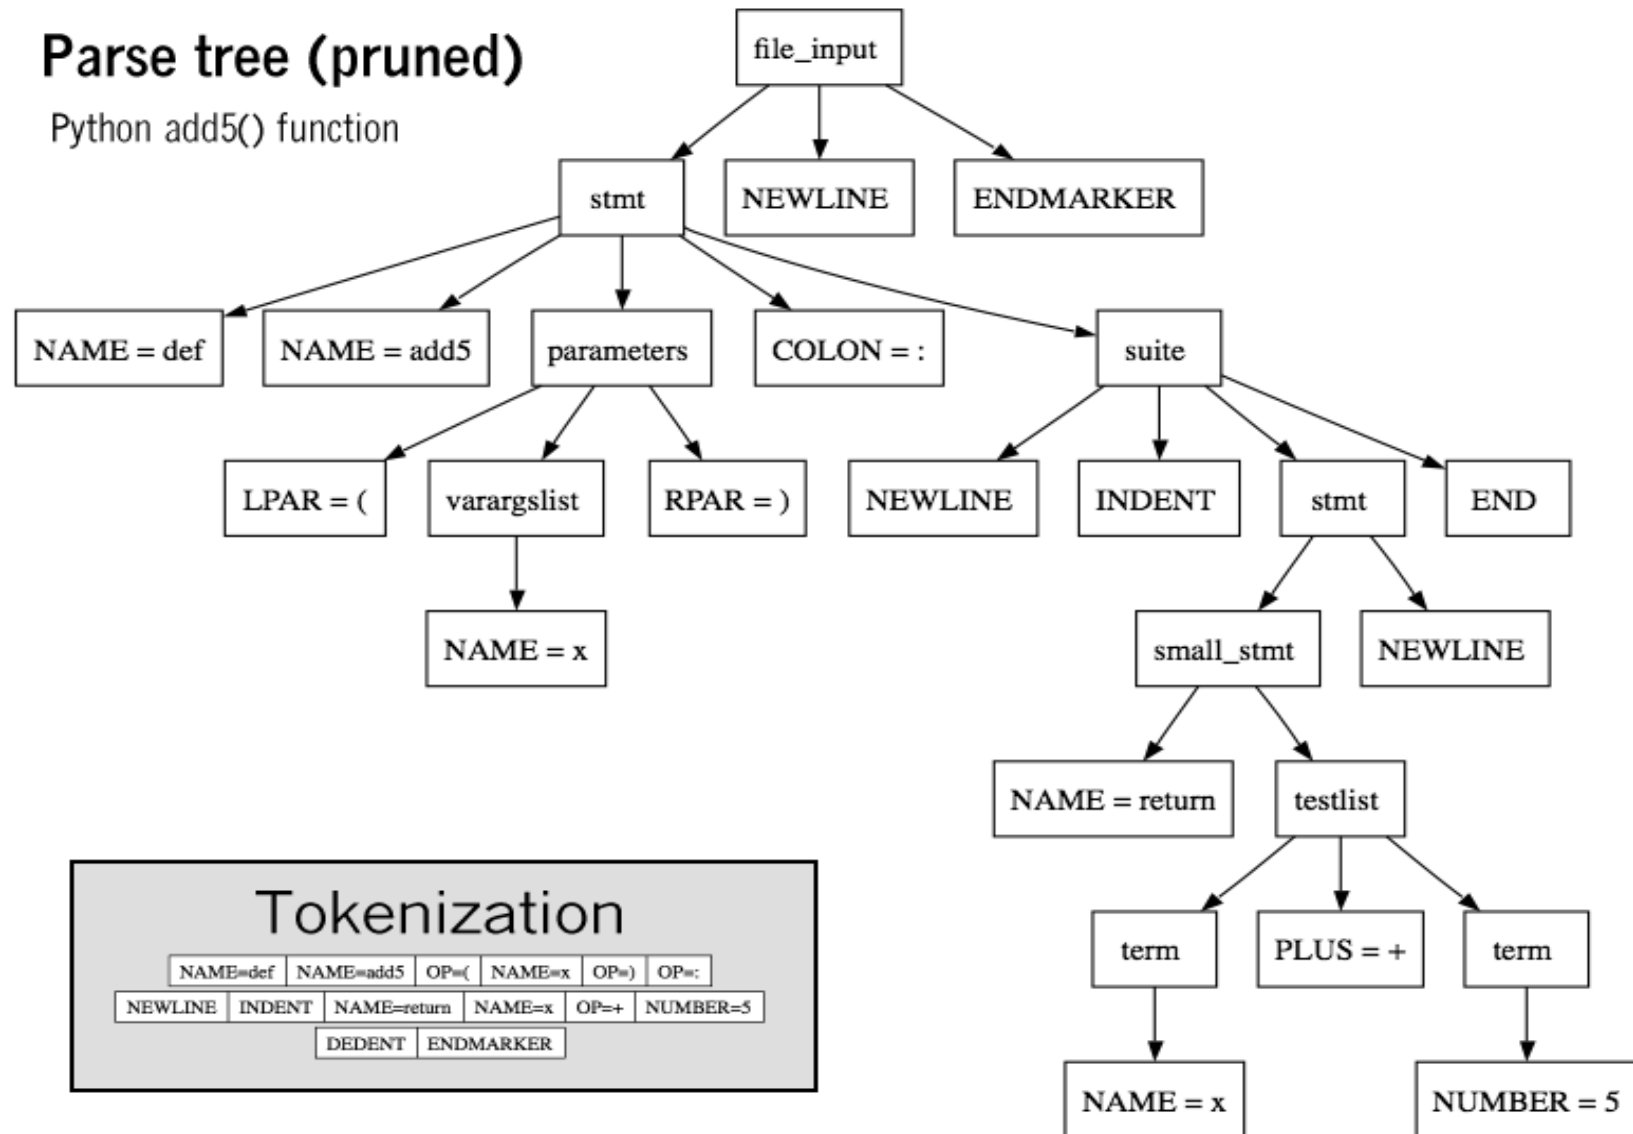 Parse tree (pruned)
Python add5() function
file_input
stmt NEWLINE ENDMARKER
NAME = def NAME = add5 parameters COLON = : suite
LPAR = ( varargslist RPAR = ) NEWLINE INDENT stmt END
NAME = x small_stmt NEWLINE
NAME = return testlist
term PLUS = + term
NAME = x NUMBER = 5
Tokenization
NAME=def NAME=add5 OP=( NAME=x OP=) OP=:
NEWLINE INDENT NAME=return NAME=x OP=+ NUMBER=5
DEDENT ENDMARKER